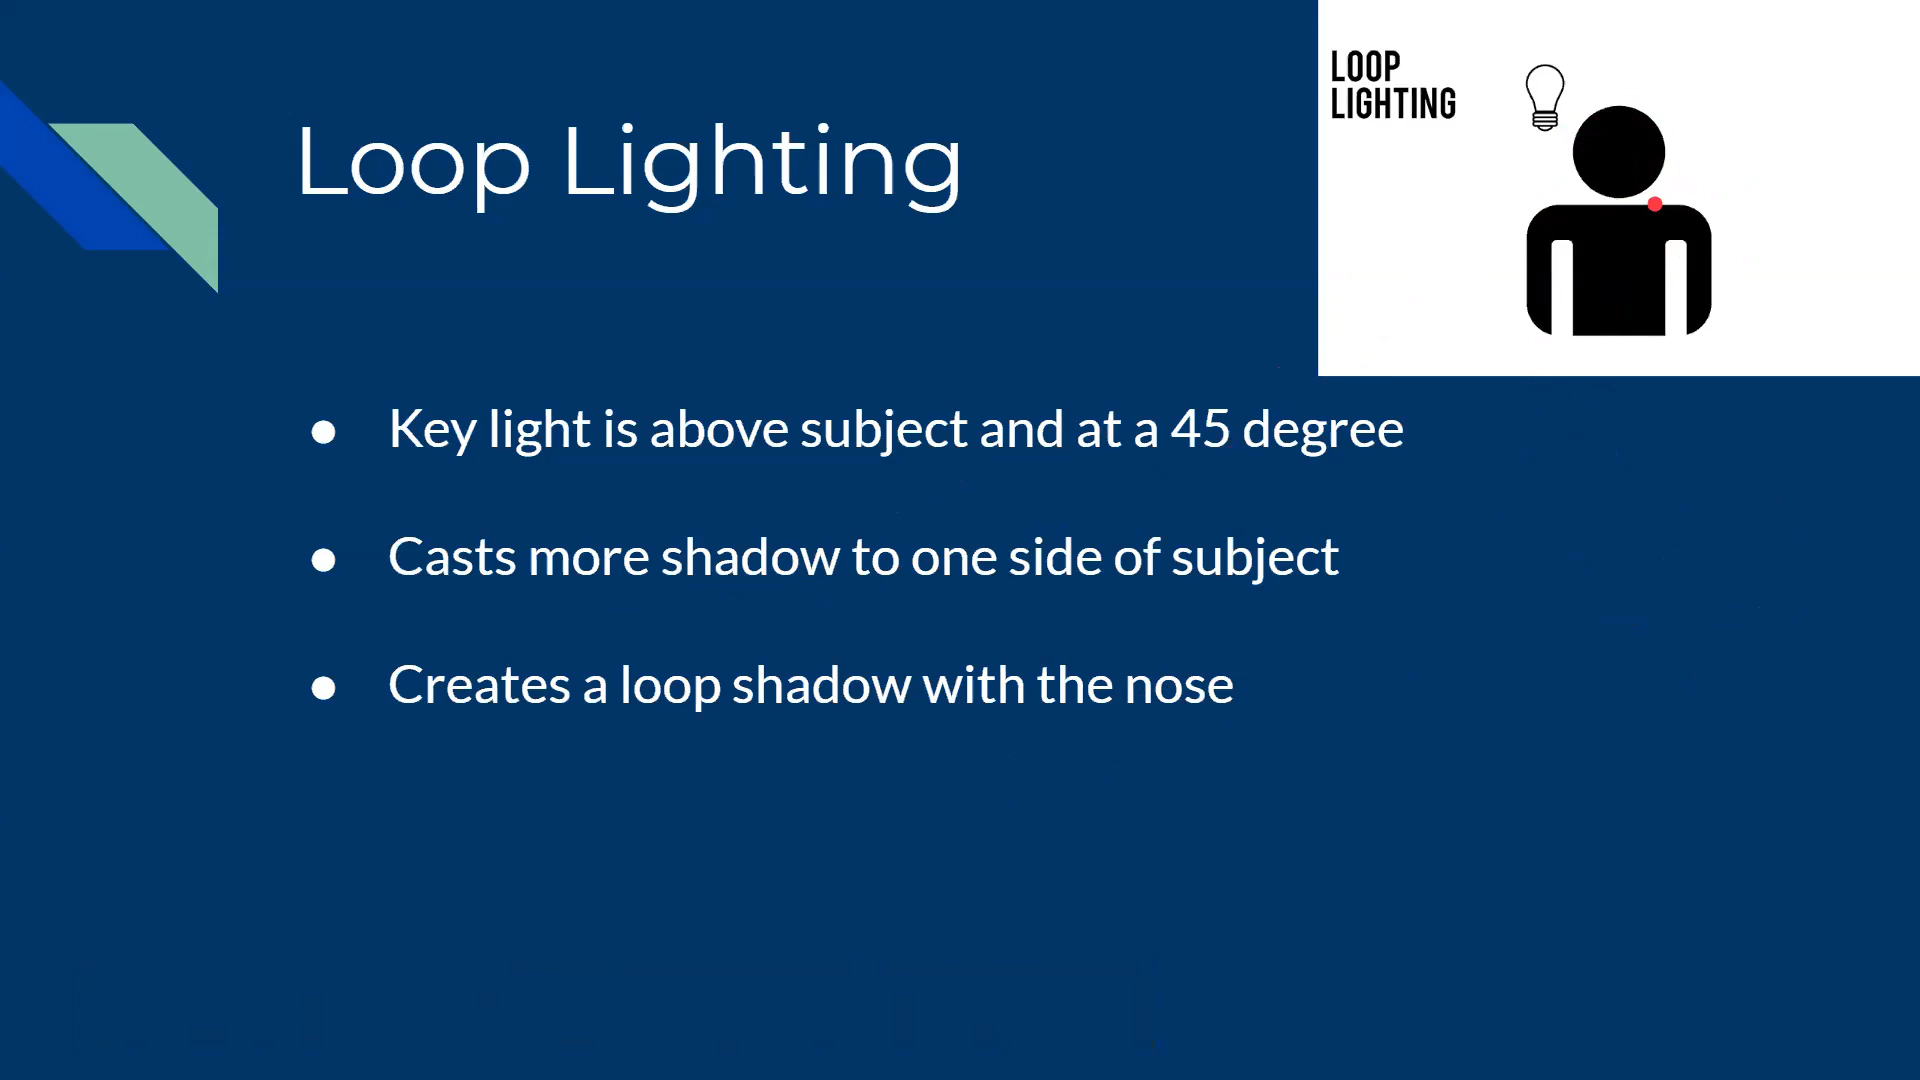 Loop Lighting
LOOP
LIGHTING
● Key light is above subject and at a 45 degree
● Casts more shadow to one side of subject
● Creates a loop shadow with the nose